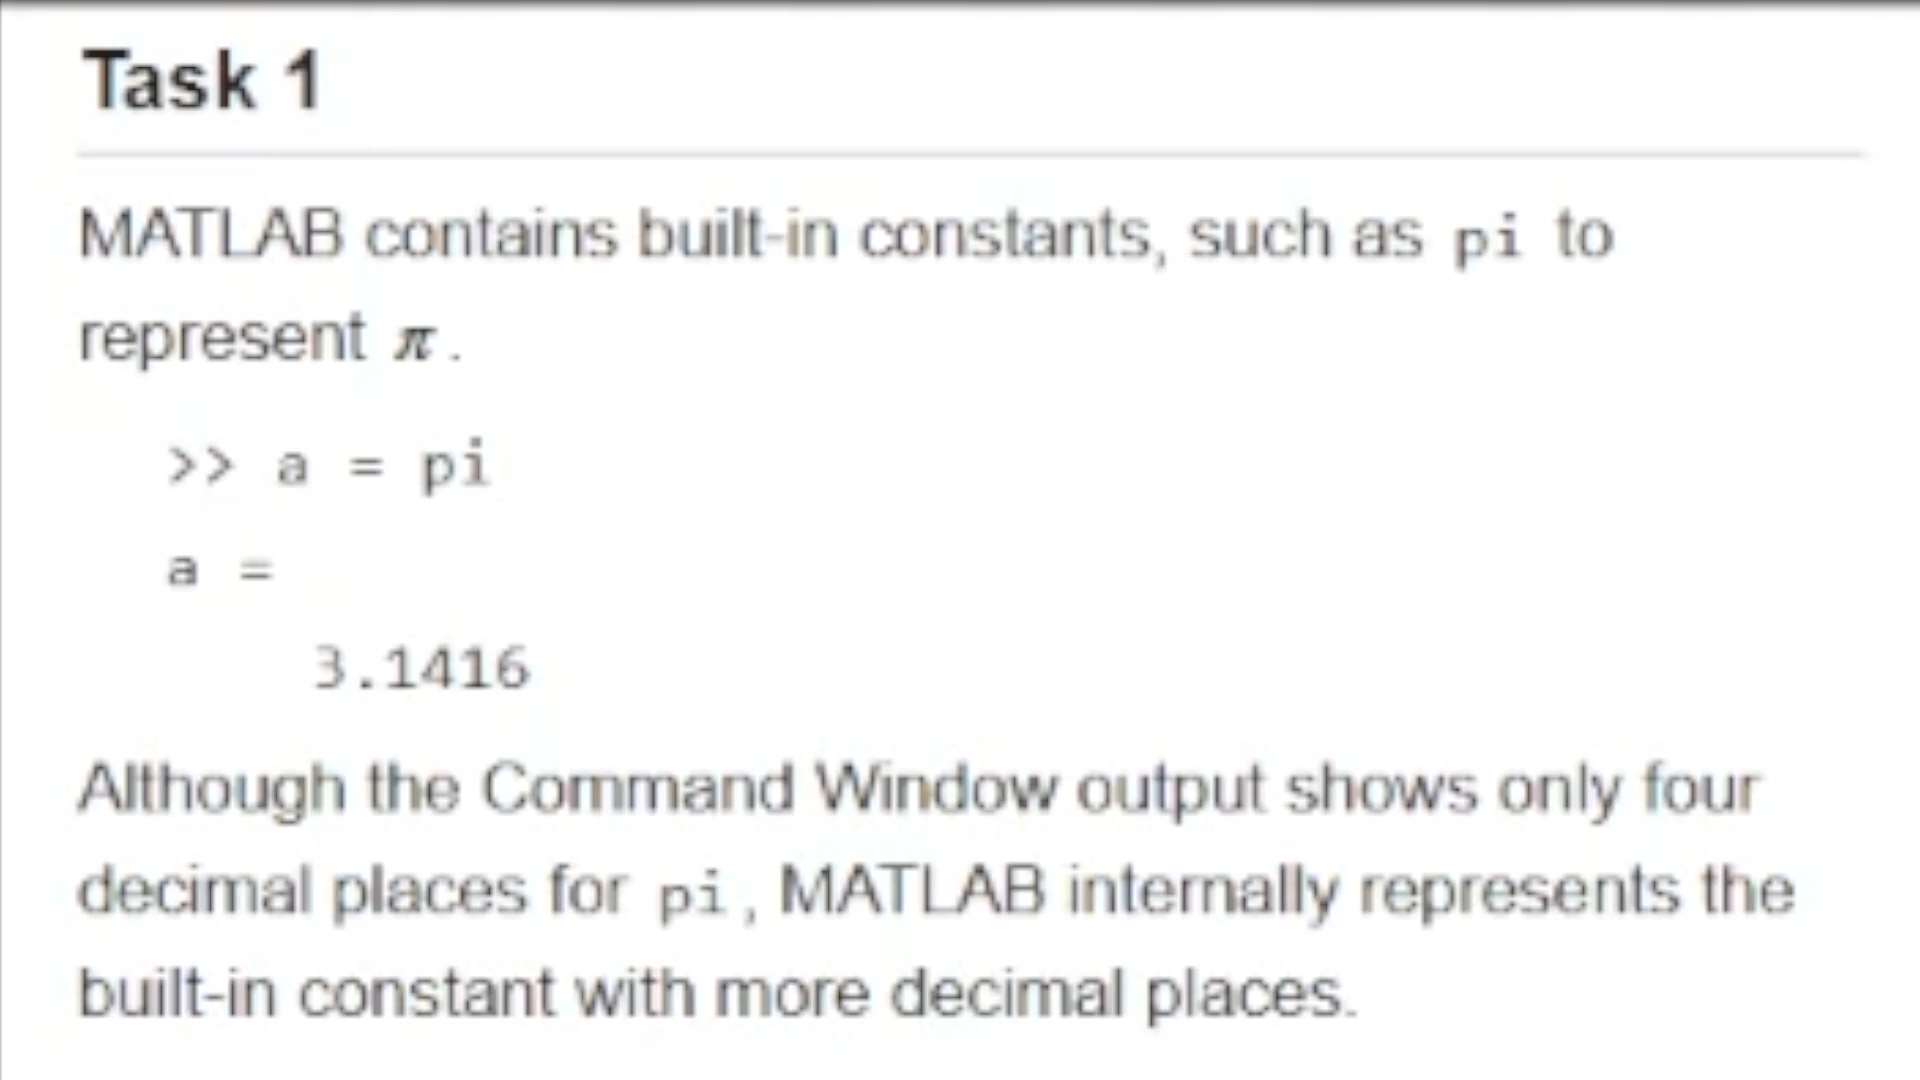 Task 1
MATLAB contains built-in constants, such as pi to
represent π.
>> a = pi
a =
3.1416
Although the Command Window output shows only four
decimal places for pi, MATLAB internally represents the
built-in constant with more decimal places.